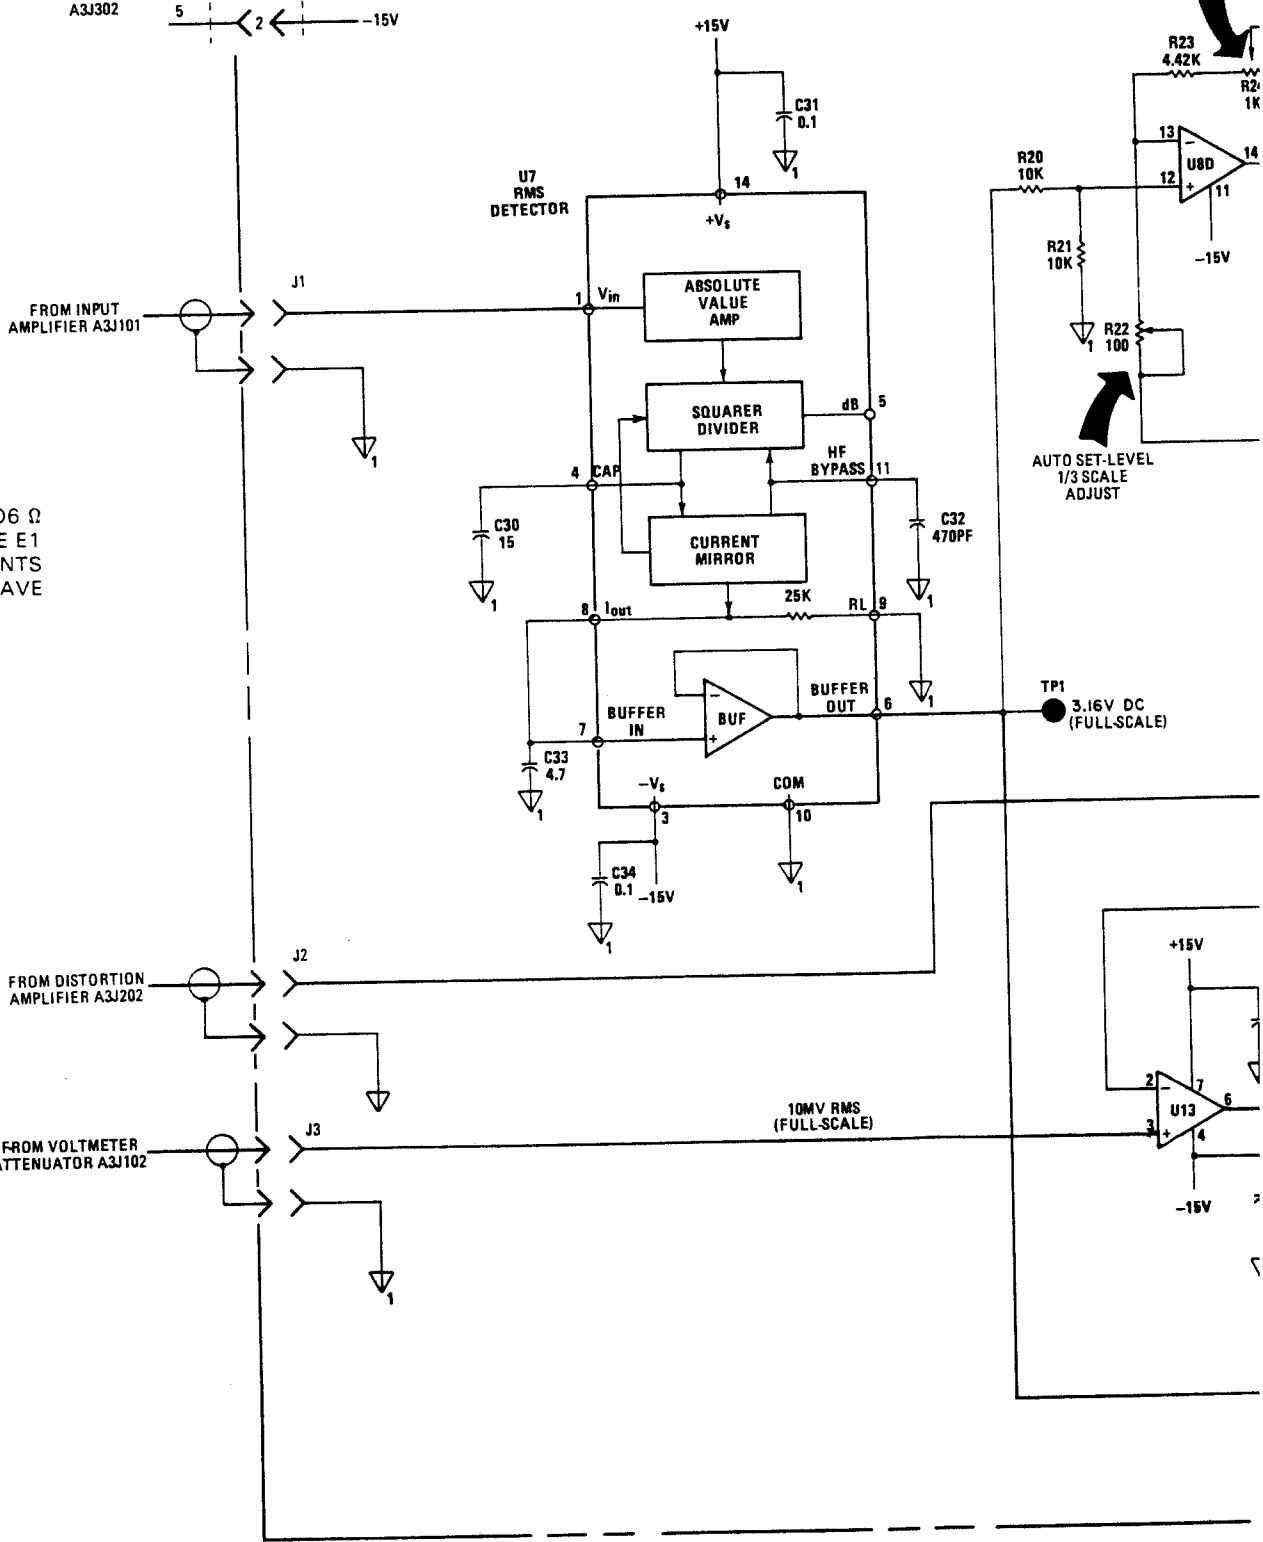 A3J302
5
2
-15V
+15V
C31
0.1
1
R23
4.42K
1K
13
-
U8D
14
12
+
11
-15V
R20
10K
R21
10K
1
R22
100
AUTO SET-LEVEL
1/3 SCALE
ADJUST
U7
RMS
DETECTOR
14
+Vs
J1
FROM INPUT
AMPLIFIER A3J101
1
1
Vin
ABSOLUTE
VALUE
AMP
SQUARER
DIVIDER
dB
5
4
CAP
HF
BYPASS
11
C30
15
1
C32
470PF
1
CURRENT
MIRROR
Ω
E1
NTS
AVE
25K
8
Iout
RL
9
1
BUF
-
+
BUFFER
OUT
6
7
BUFFER
IN
TP1
3.16V DC
(FULL-SCALE)
C33
4.7
1
-Vs
3
COM
10
1
C34
0.1
-15V
1
J2
FROM DISTORTION
AMPLIFIER A3J202
+15V
J3
FROM VOLTMETER
ATTENUATOR A3J102
1
10MV RMS
(FULL-SCALE)
2
-
7
U13
6
3
+
4
-15V